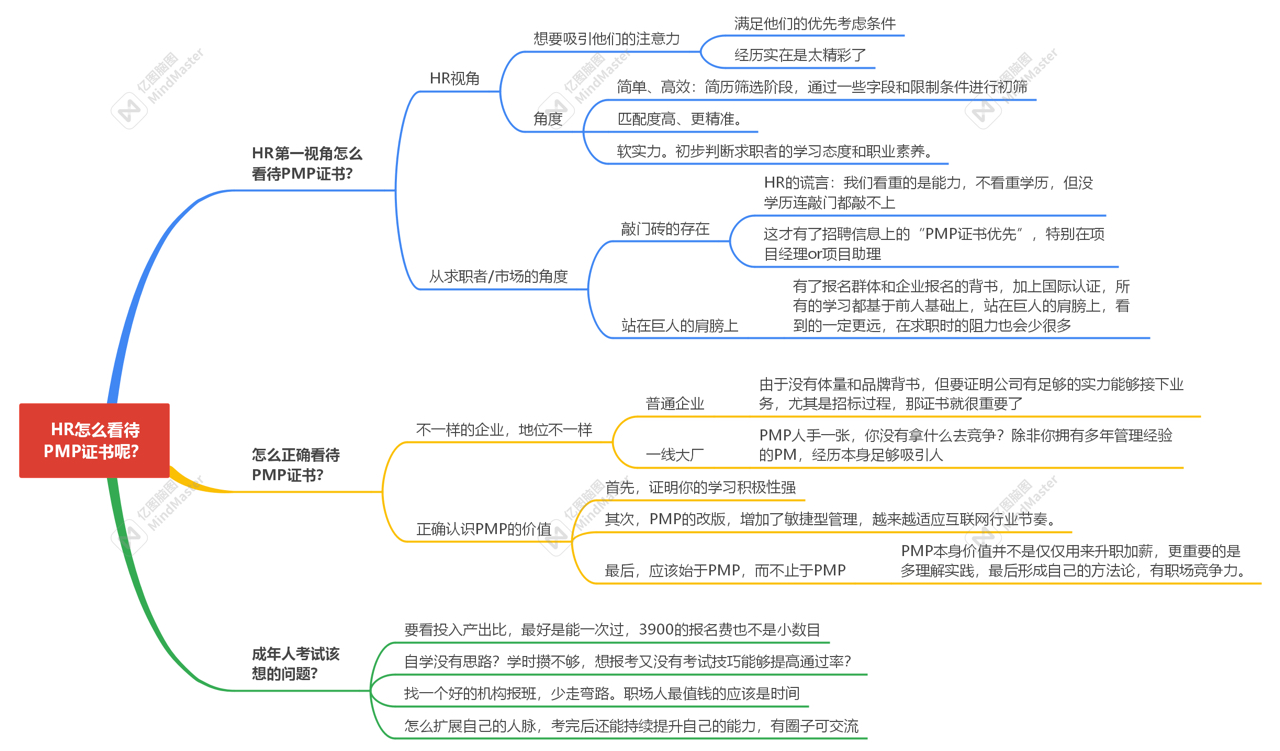 HR怎么看待
PMP证书呢？
HR第一视角怎么
看待PMP证书？
HR视角
想要吸引他们的注意力
满足他们的优先考虑条件
经历实在是太精彩了
角度
简单、高效：简历筛选阶段，通过一些字段和限制条件进行初筛
匹配度高、更精准。
软实力。初步判断求职者的学习态度和职业素养。
从求职者/市场的角度
敲门砖的存在
HR的谎言：我们看重的是能力，不看重学历，但没
学历连敲门都敲不上
这才有了招聘信息上的“PMP证书优先”，特别在项
目经理or项目助理
站在巨人的肩膀上
有了报名群体和企业报名的背书，加上国际认证，所
有的学习都基于前人基础上，站在巨人的肩膀上，看
到的一定更远，在求职时的阻力也会少很多
怎么正确看待
PMP证书？
不一样的企业，地位不一样
普通企业
由于没有体量和品牌背书，但要证明公司有足够的实力能够接下业
务，尤其是招标过程，那证书就很重要了
一线大厂
PMP人手一张，你没有拿什么去竞争？除非你拥有多年管理经验
的PM，经历本身足够吸引人
正确认识PMP的价值
首先，证明你的学习积极性强
其次，PMP的改版，增加了敏捷型管理，越来越适应互联网行业节奏。
最后，应该始于PMP，而不止于PMP
PMP本身价值并不是仅仅用来升职加薪，更重要的是
多理解实践，最后形成自己的方法论，有职场竞争力。
成年人考试该
想的问题？
要看投入产出比，最好是能一次过，3900的报名费也不是小数目
自学没有思路？学时攒不够，想报考又没有考试技巧能够提高通过率？
找一个好的机构报班，少走弯路。职场人最值钱的应该是时间
怎么扩展自己的人脉，考完后还能持续提升自己的能力，有圈子可交流
亿图脑图
MindMaster
亿图脑图
MindMaster
亿图脑图
MindMaster
亿图脑图
MindMaster
亿图脑图
MindMaster
亿图脑图
MindMaster